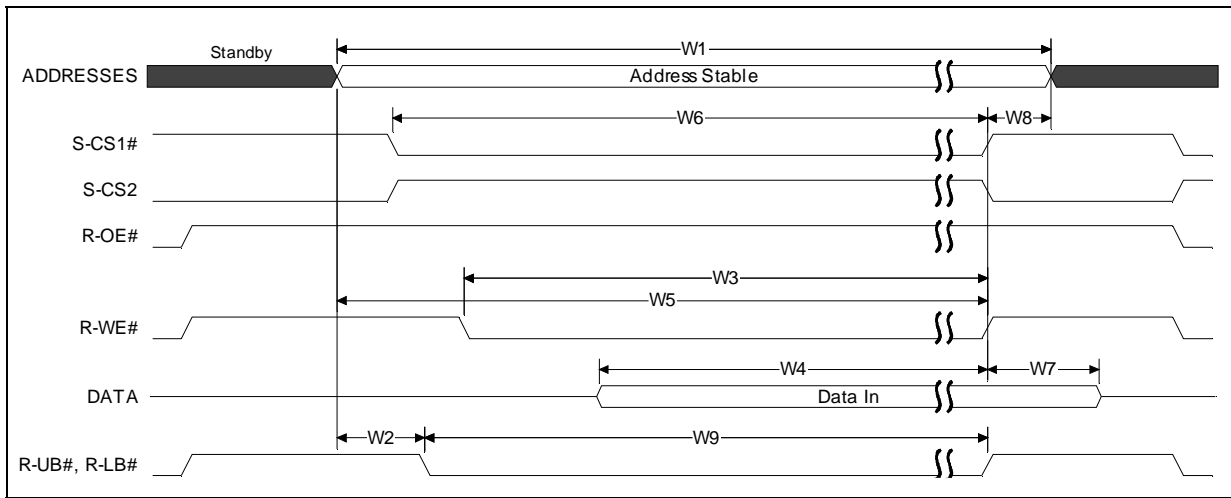 Standby
W1
ADDRESSES
Address Stable
W6
W8
S-CS1#
S-CS2
R-OE#
W3
W5
R-WE#
W4
W7
DATA
Data In
W2
W9
R-UB#, R-LB#